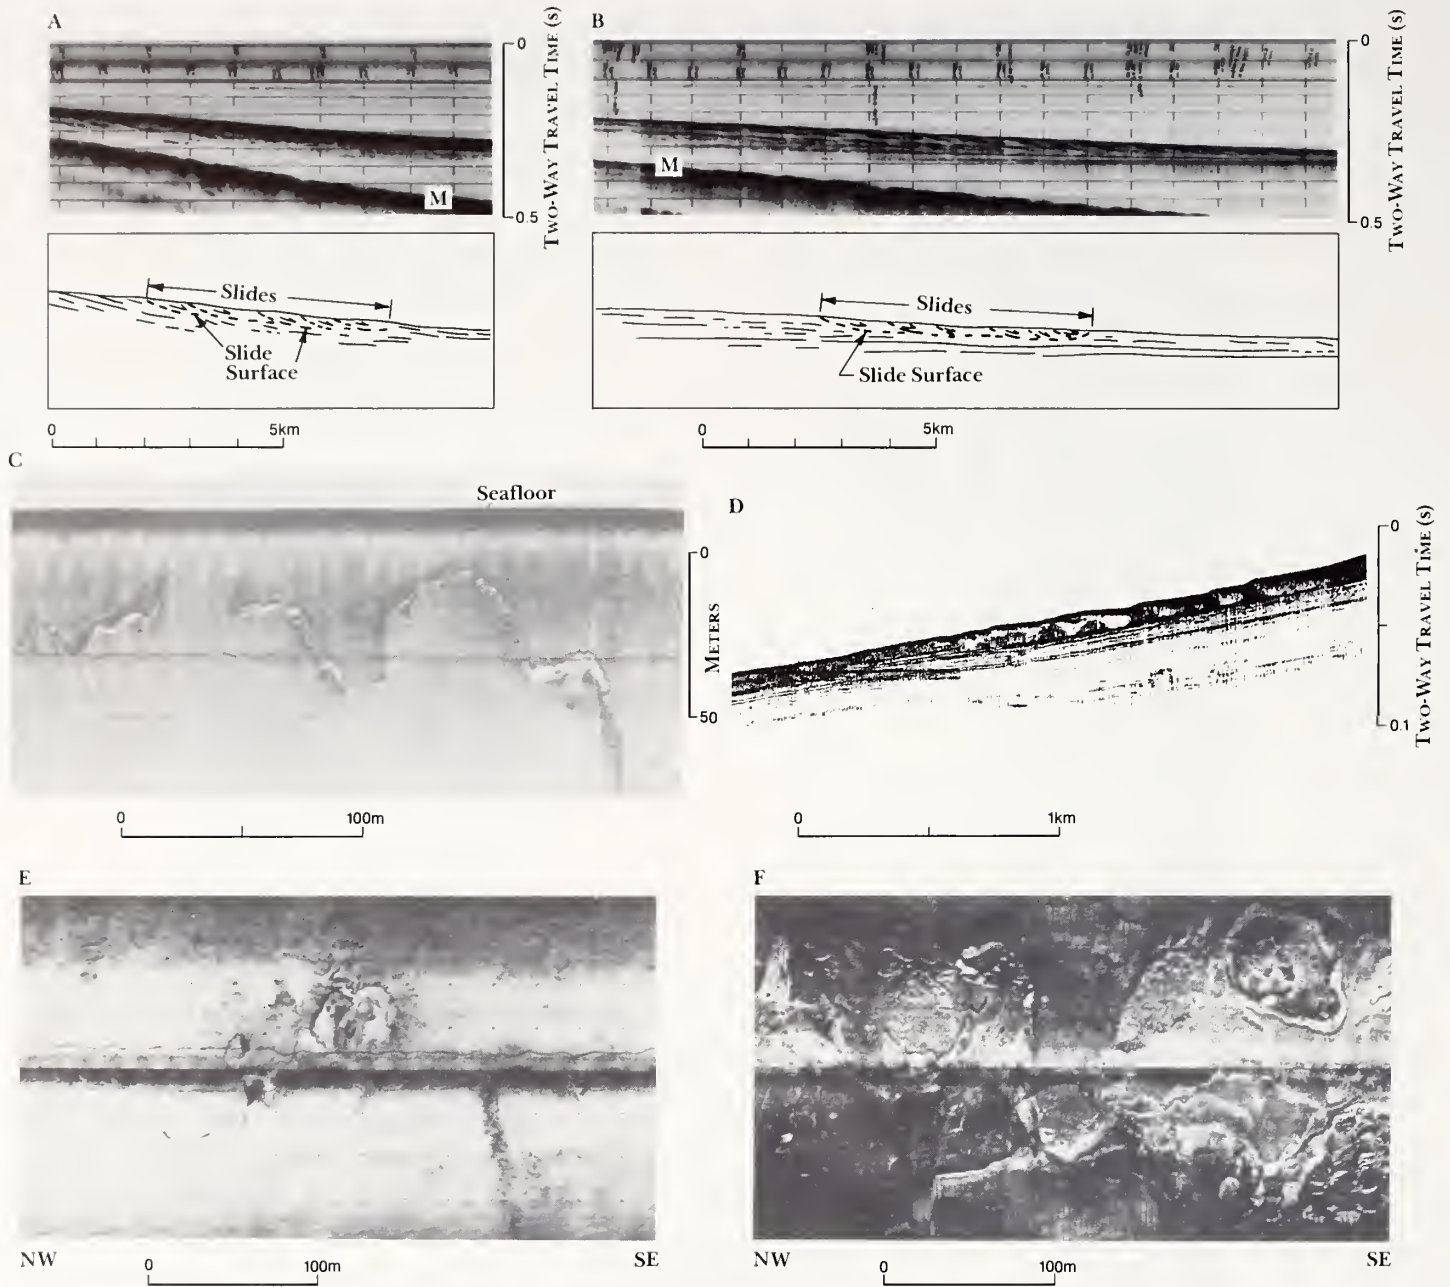 A
B
0
0.5
TWO-WAY TRAVEL TIME (s)
0
0.5
TWO-WAY TRAVEL TIME (s)
M
M
Slides
Slide
Surface
Slides
Slide Surface
0 5km
0 5km
C
Seafloor
0
50
METERS
D
0
0.1
TWO-WAY TRAVEL TIME (s)
0 100m
0 1km
E
F
NW SE
0 100m
NW SE
0 100m